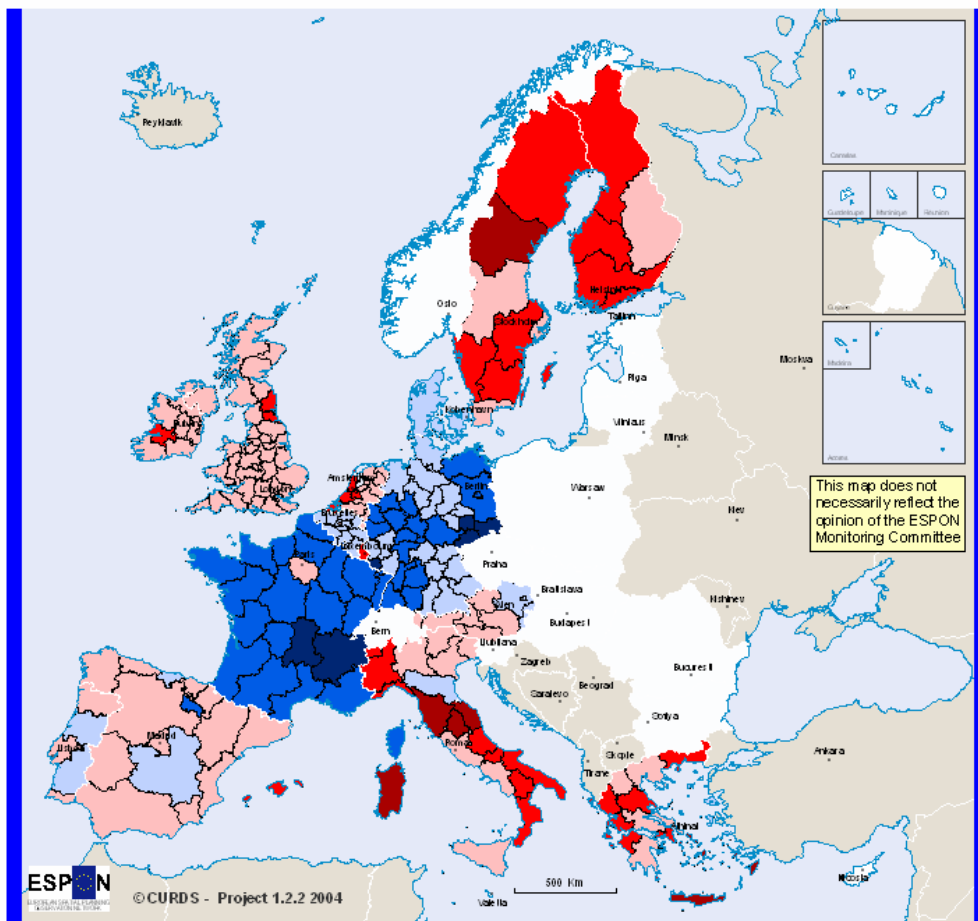 Reykjavik
Canarias
Guadeloupe
Martinique
Réunion
Guyane
Oslo
Helsinki
Stockholm
Tallinn
Moskva
Madeira
Riga
København
Vilnius
Minsk
Dublin
Acores
London
Amsterdam
Berlin
Warsaw
Kiev
This map does not
necessarily reflect the
opinion of the ESPON
Monitoring Committee
Bruxelles
Luxembourg
Paris
Praha
Kishinev
Wien
Bratislava
Bern
Budapest
Ljubljana
Zagreb
Bucuresti
Beograd
Saraievo
Sofiya
Madrid
Lisboa
Roma
Skopje
Ankara
Tirane
Athinai
Nicosia
ESPON
500 Km
© CURDS - Project 1.2.2 2004
Valletta